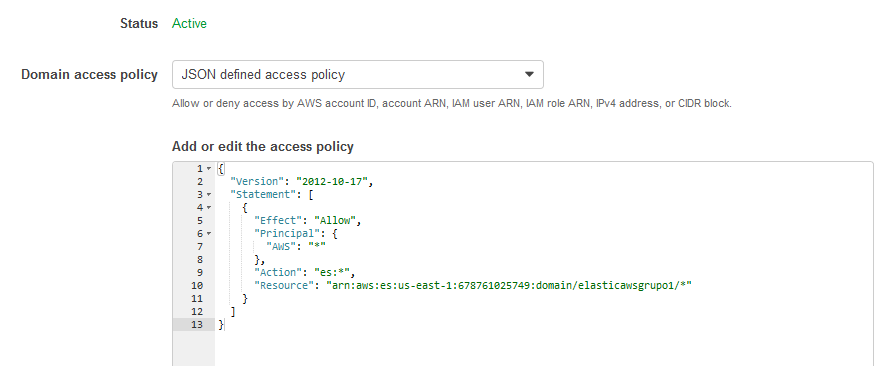 Status Active
Domain access policy JSON defined access policy
Allow or deny access by AWS account ID, account ARN, IAM user ARN, IAM role ARN, IPv4 address, or CIDR block.
Add or edit the access policy
1 {
2 "Version": "2012-10-17",
3 "Statement": [
4 {
5 "Effect": "Allow",
6 "Principal": {
7 "AWS": "*"
8 },
9 "Action": "es:*",
10 "Resource": "arn:aws:es:us-east-1:678761025749:domain/elasticawsgrupo1/*"
11 }
12 ]
13 }